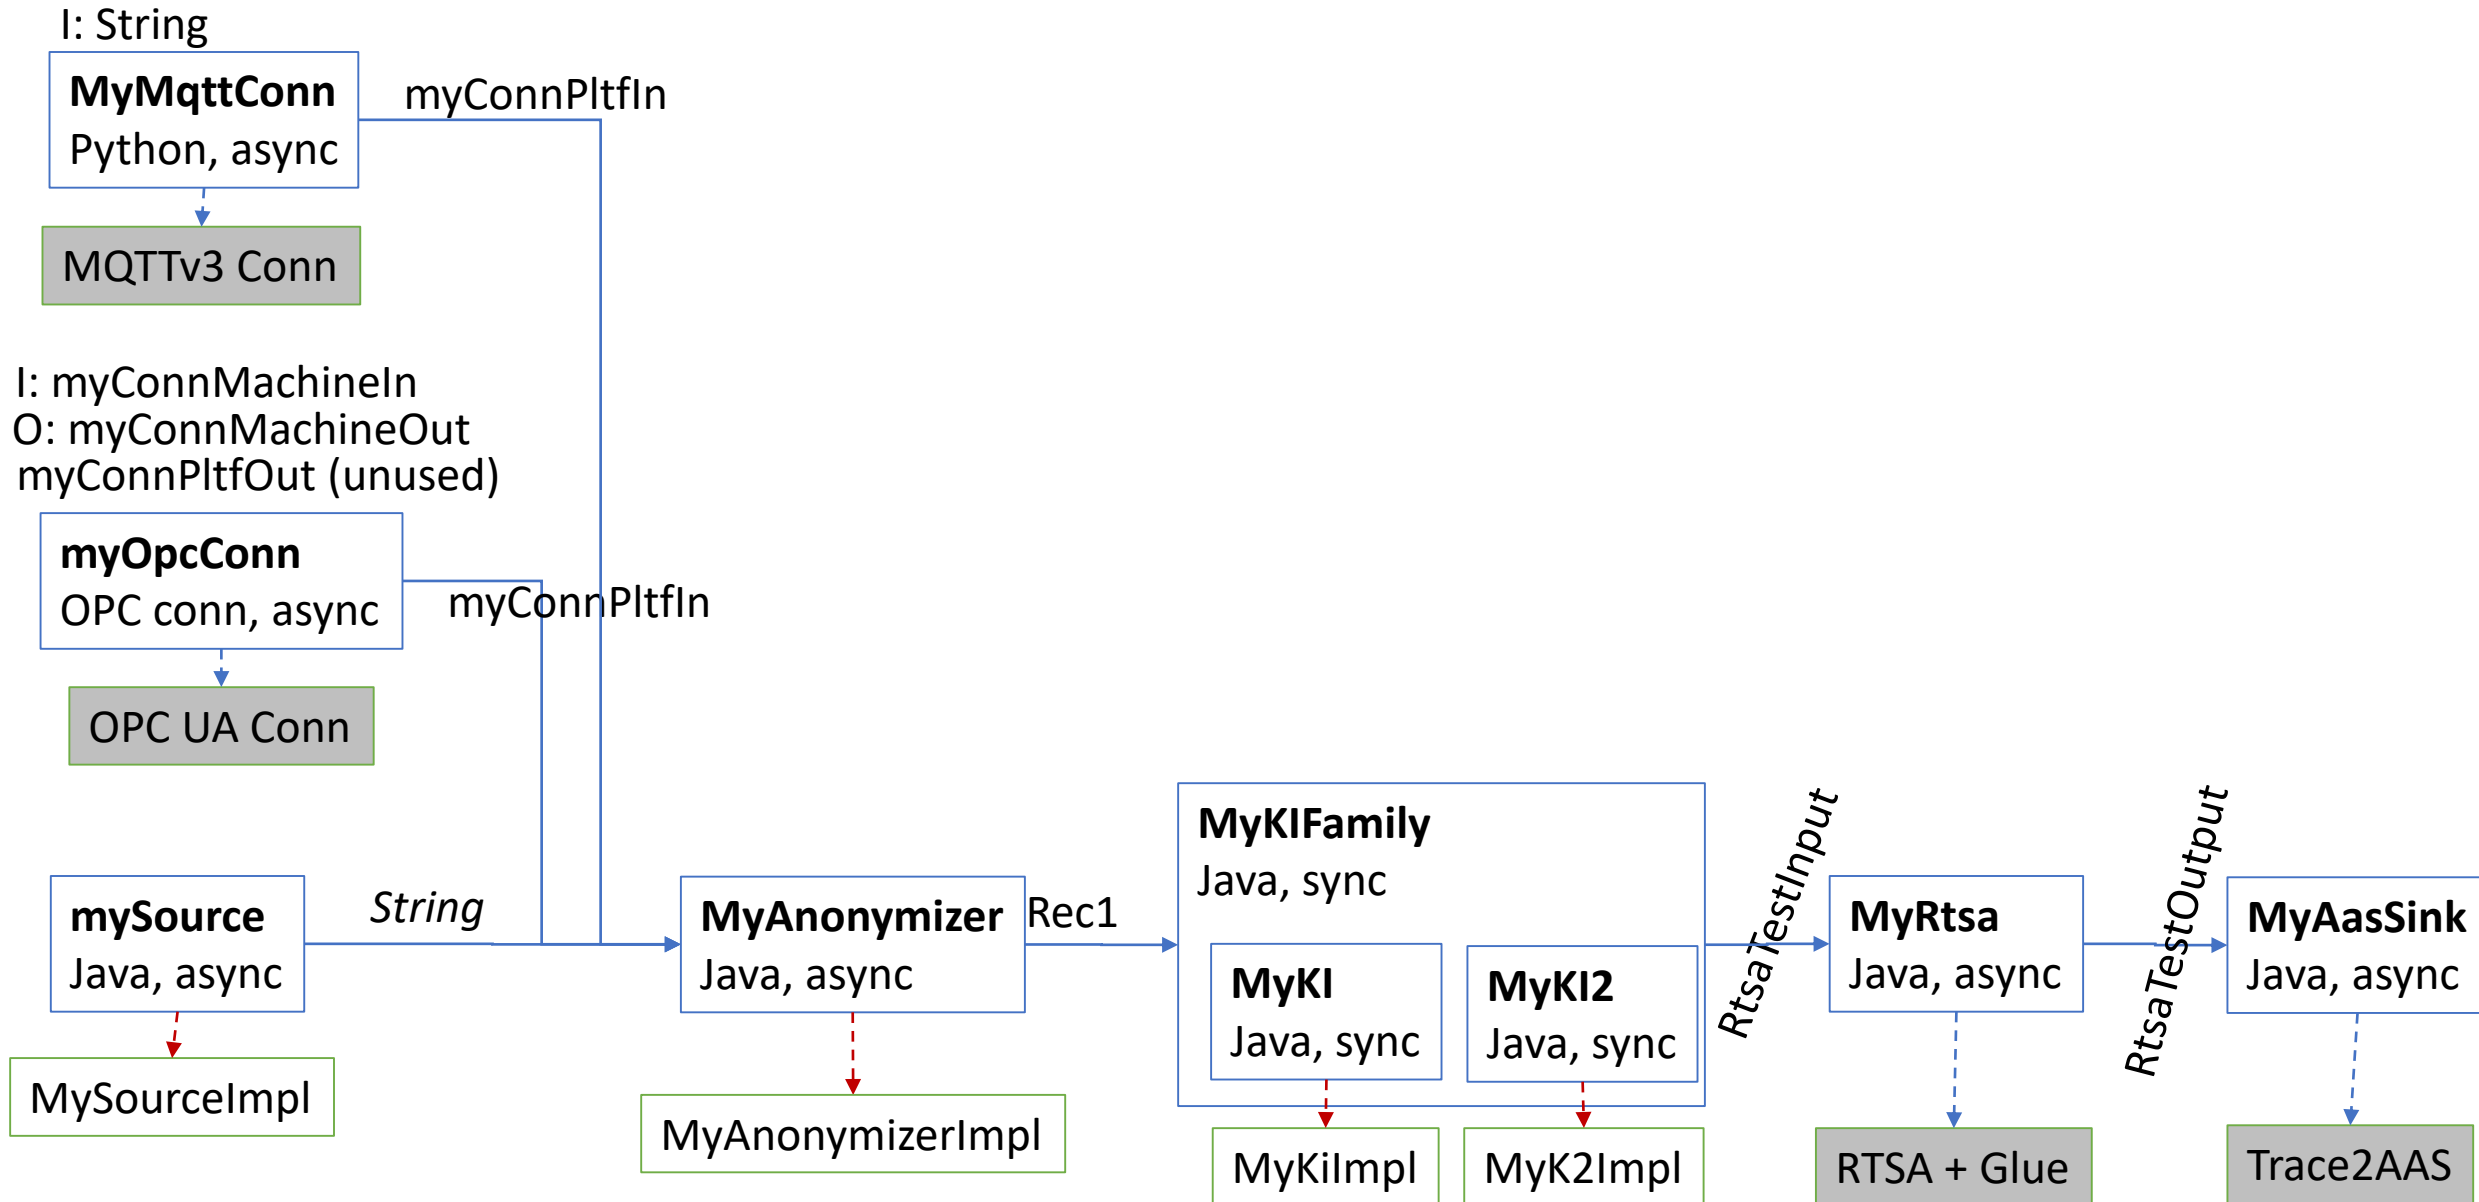 I: String
MyMqttConn
Python, async
myConnPltfIn
MQTTv3 Conn
I: myConnMachineIn
O: myConnMachineOut
myConnPltfOut (unused)
myOpcConn
OPC conn, async
myConnPltfIn
OPC UA Conn
mySource
Java, async
String
MySourceImpl
MyAnonymizer
Java, async
Rec1
MyAnonymizerImpl
MyKIFamily
Java, sync
MyKI
Java, sync
MyKI2
Java, sync
MyKiImpl
MyK2Impl
RtsaTestInput
MyRtsa
Java, async
RTSA + Glue
RtsaTestOutput
MyAasSink
Java, async
Trace2AAS